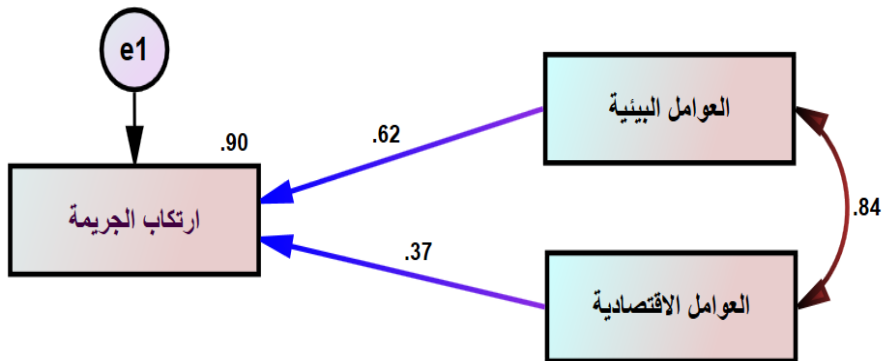 e1
.90
ارتكاب الجريمة
.62
.37
العوامل البيئية
.84
العوامل الاقتصادية